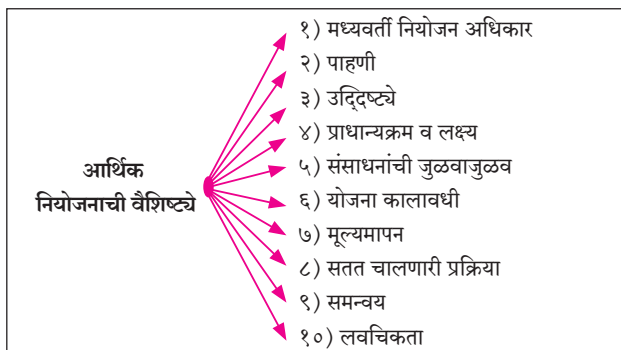 १) मध्यवर्ती नियोजन अधिकार
२) पाहणी
३) उद्‌दिष्ट्ये
४) प्राधान्यक्रम व लक्ष्य
५) संसाधनांची जुळवाजुळव
आर्थिक
नियोजनाची वैशिष्ट्ये
६) योजना कालावधी
७) मूल्यमापन
८) सतत चालणारी प्रक्रिया
९) समन्वय
१०) लवचिकता